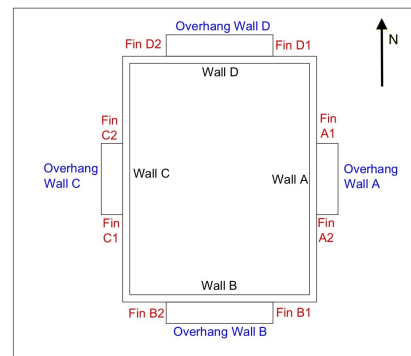 Overhang Wall D
Fin D2
Fin D1
N
Wall D
Fin
C2
Fin
A1
Overhang
Wall C
Wall C
Wall A
Overhang
Wall A
Fin
C1
Fin
A2
Wall B
Fin B2
Fin B1
Overhang Wall B